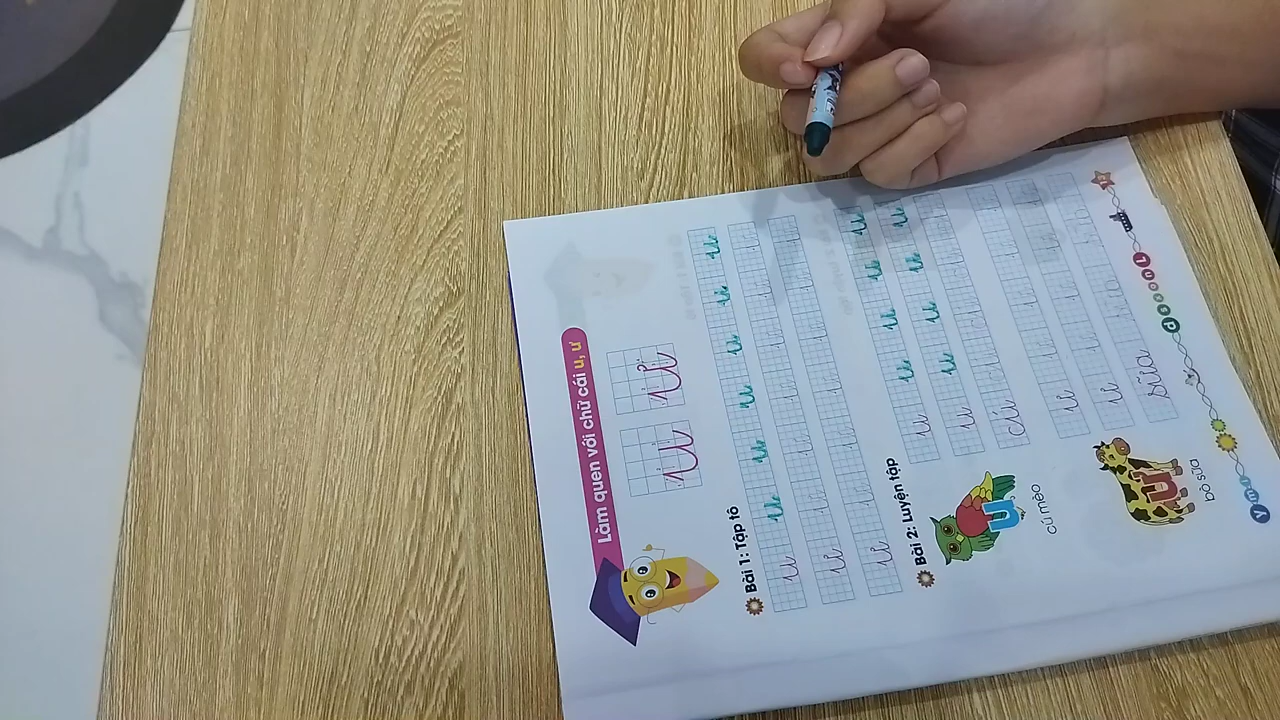 Làm quen với chữ cái u, ư
u ư
Bài 1: Tập tô
u u u u u u u
ư
ư
Bài 2: Luyện tập
u u u u u
u u u u u
cú
u
cú mèo
ư
ư
sữa
ư
bò sữa